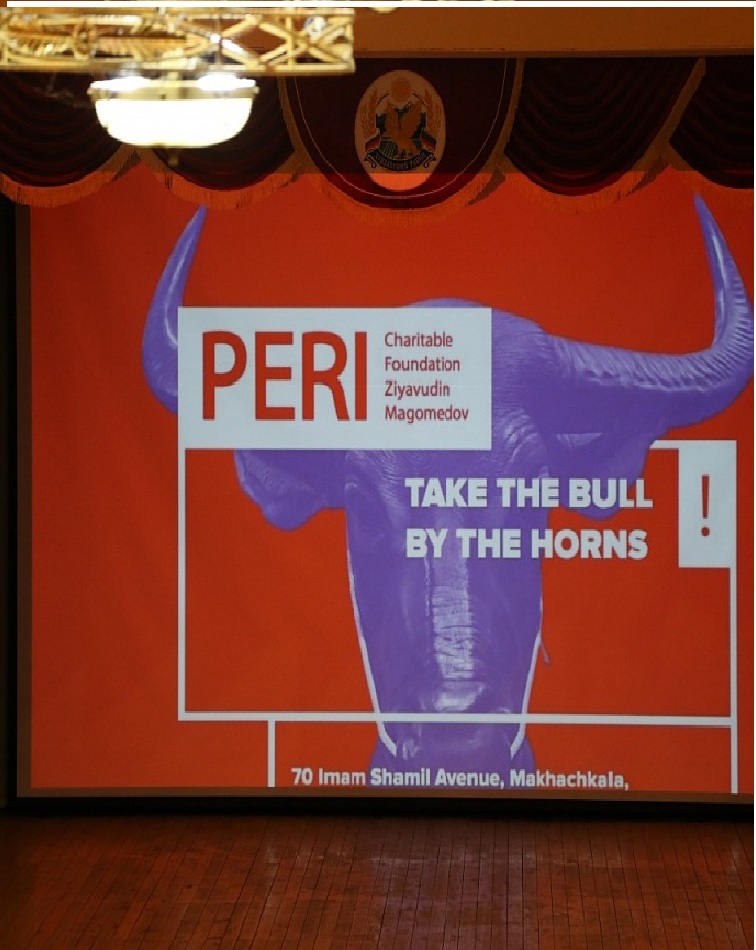 PERI
Charitable
Foundation
Ziyavudin
Magomedov
TAKE THE BULL
BY THE HORNS
!
70 Imam Shamil Avenue, Makhachkala,